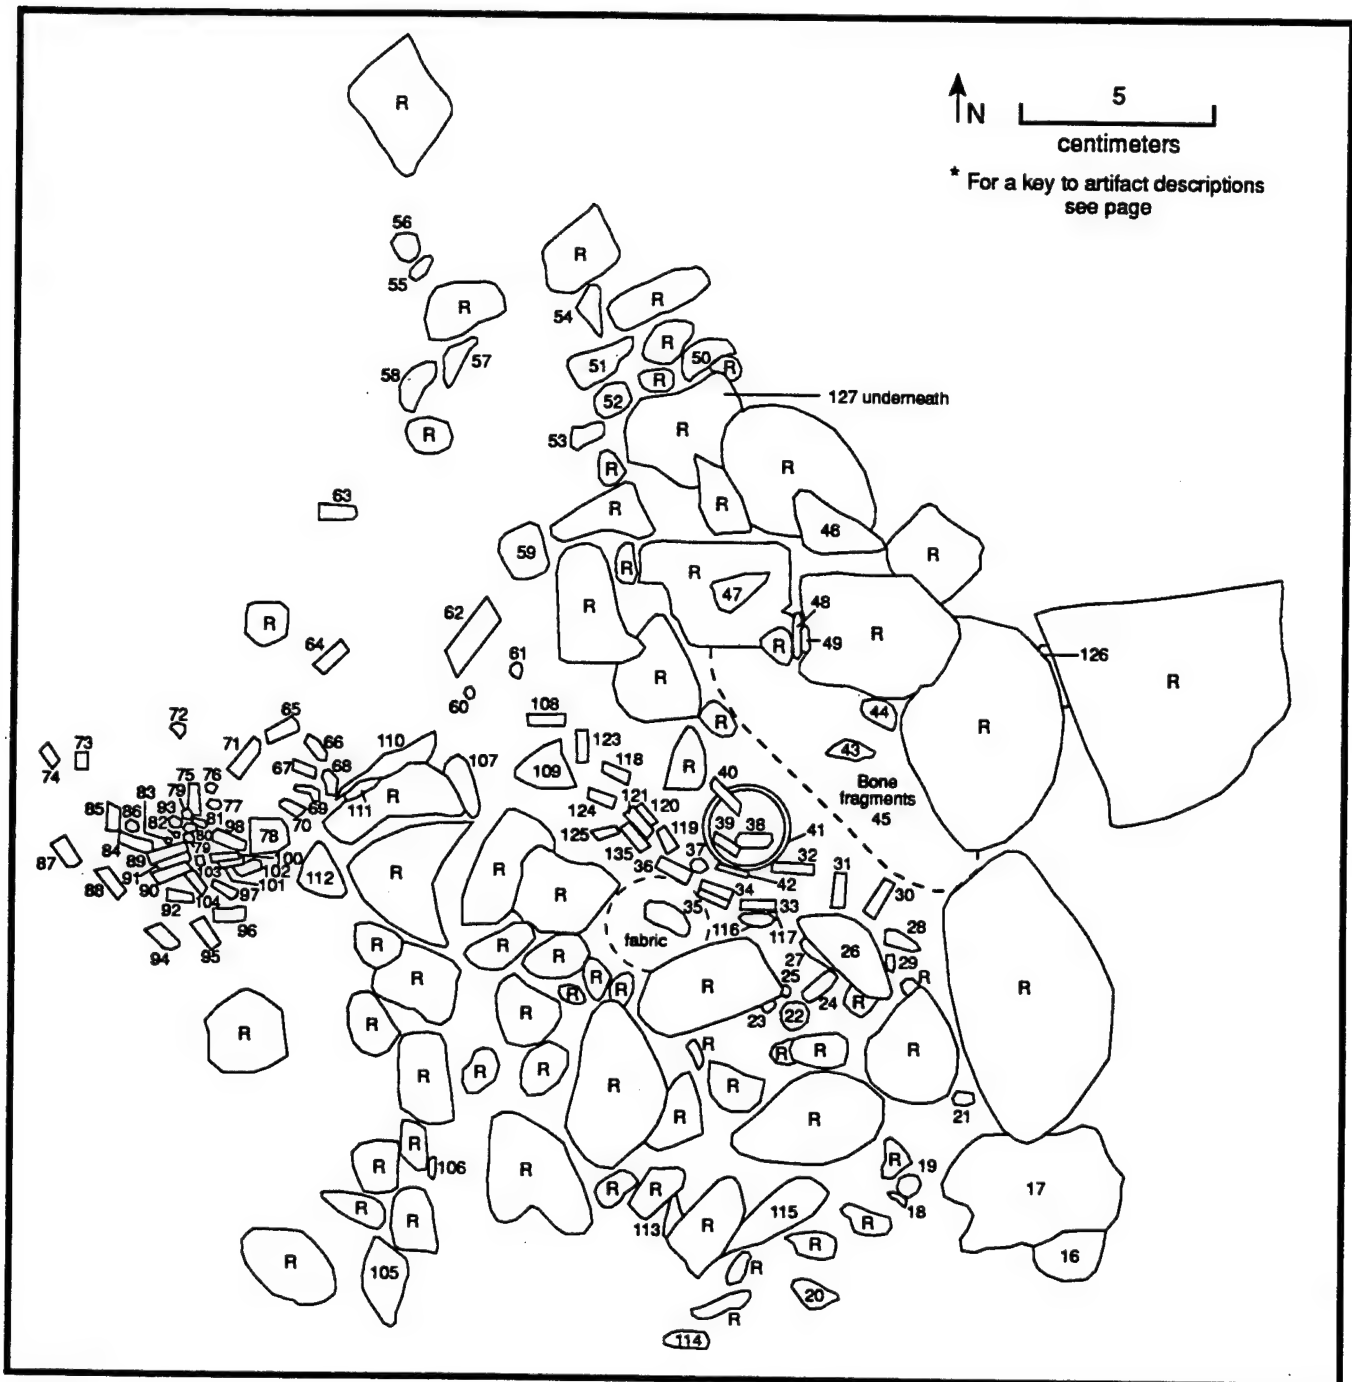 R
5
N
centimeters
* For a key to artifact descriptions
see page
56
R
55
R
54
R
57
R
50
51
R
58
R
52
127 underneath
R
R
53
R
R
R
63
R
46
59
R
R
R
47
48
R
62
R
R
49
64
R
61
126
R
R
60
44
R
72
65
108
R
73
71
66
110
123
43
74
107
Bone
67
109
118
R
40
fragments
75
76
68
45
83
79
111
R
124
121
120
85
86
93
77
69
70
39
38
41
82
81
98
78
125
119
80
84
79
135
37
32
87
89
100
R
R
36
31
91
103
102
112
R
42
30
88
90
101
34
104
97
35
33
92
96
116
117
28
94
95
fabric
26
R
R
R
27
29
R
R
R
25
R
R
R
R
24
R
R
R
R
23
22
R
R
R
R
R
R
R
R
R
R
21
R
R
R
R
R
19
106
R
R
17
R
R
113
R
115
R
18
R
R
16
105
R
20
R
114